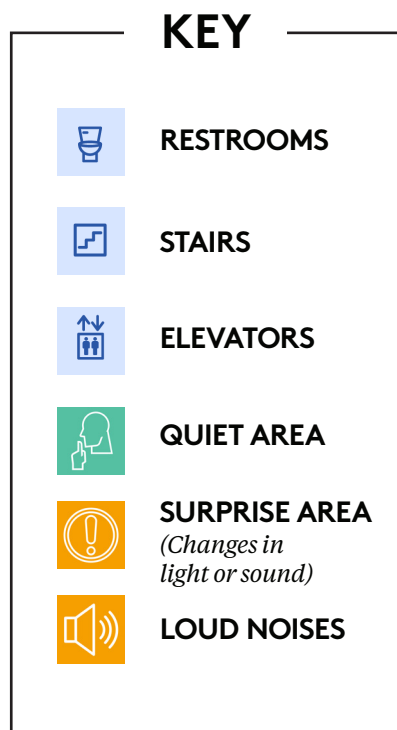 KEY
RESTROOMS
STAIRS
ELEVATORS
QUIET AREA
SURPRISE AREA
(Changes in
light or sound)
LOUD NOISES